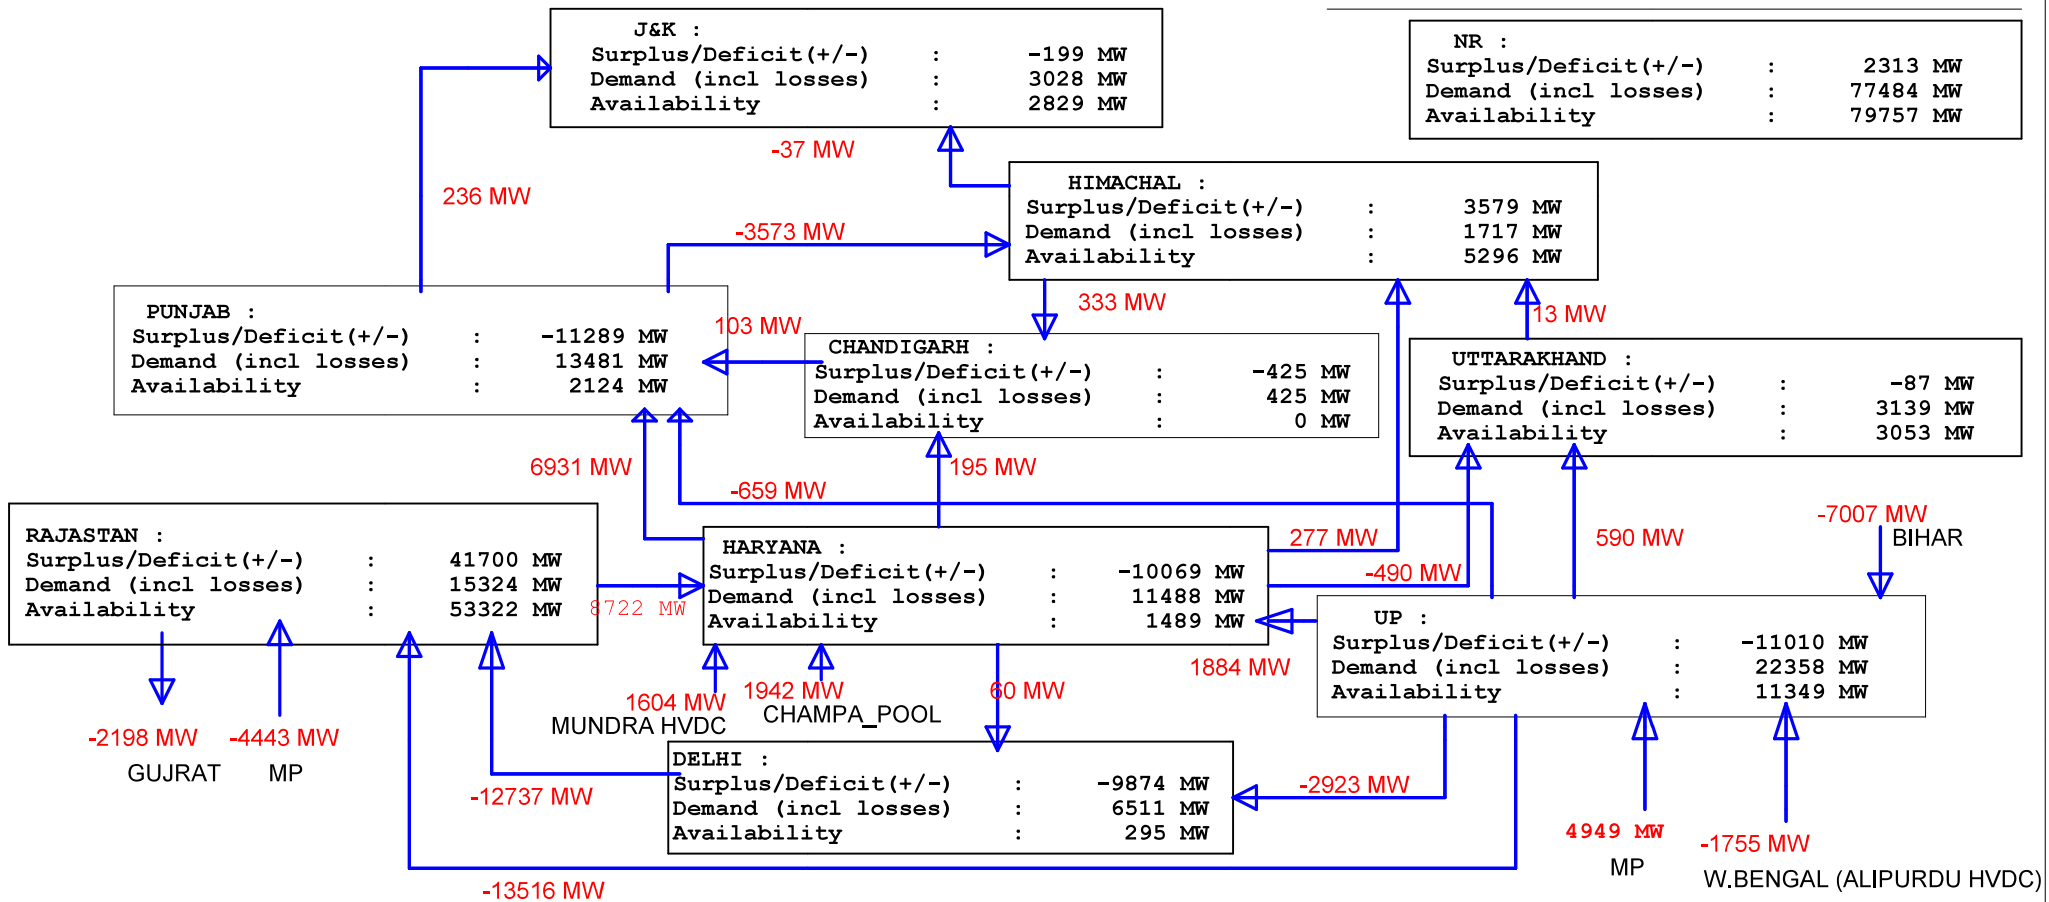 J&K :
Surplus/Deficit(+/-) : -199 MW
Demand (incl losses) : 3028 MW
Availability : 2829 MW
NR :
Surplus/Deficit(+/-) : 2313 MW
Demand (incl losses) : 77484 MW
Availability : 79757 MW
-37 MW
236 MW
HIMACHAL :
Surplus/Deficit(+/-) : 3579 MW
Demand (incl losses) : 1717 MW
Availability : 5296 MW
-3573 MW
333 MW
13 MW
103 MW
PUNJAB :
Surplus/Deficit(+/-) : -11289 MW
Demand (incl losses) : 13481 MW
Availability : 2124 MW
CHANDIGARH :
Surplus/Deficit(+/-) : -425 MW
Demand (incl losses) : 425 MW
Availability : 0 MW
UTTARAKHAND :
Surplus/Deficit(+/-) : -87 MW
Demand (incl losses) : 3139 MW
Availability : 3053 MW
6931 MW
195 MW
-659 MW
277 MW
-490 MW
590 MW
-7007 MW
BIHAR
RAJASTAN :
Surplus/Deficit(+/-) : 41700 MW
Demand (incl losses) : 15324 MW
Availability : 53322 MW
8722 MW
HARYANA :
Surplus/Deficit(+/-) : -10069 MW
Demand (incl losses) : 11488 MW
Availability : 1489 MW
UP :
Surplus/Deficit(+/-) : -11010 MW
Demand (incl losses) : 22358 MW
Availability : 11349 MW
1884 MW
1604 MW
MUNDRA HVDC
1942 MW
CHAMPA_POOL
60 MW
-2198 MW
GUJRAT
-4443 MW
MP
DELHI :
Surplus/Deficit(+/-) : -9874 MW
Demand (incl losses) : 6511 MW
Availability : 295 MW
-12737 MW
-2923 MW
4949 MW
MP
-1755 MW
W.BENGAL (ALIPURDU HVDC)
-13516 MW